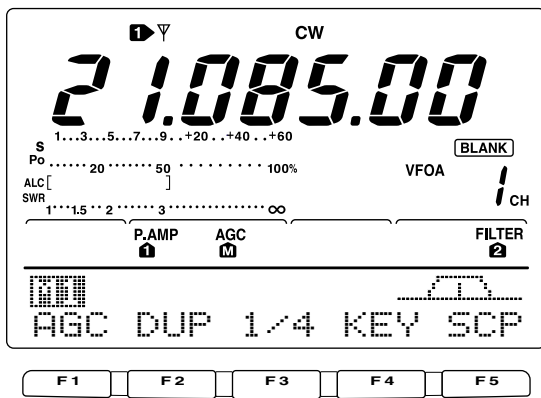 1 CW
21.085.00
S 1...3...5...7...9..+20..+40..+60
BLANK
Po ...... 20 ........ 50 ........ 100%
VFOA
ALC [ ]
1 CH
SWR 1....1.5..2....3..............∞
P.AMP AGC FILTER
1 M 2
M1
AGC DUP 1/4 KEY SCP
F1 F2 F3 F4 F5